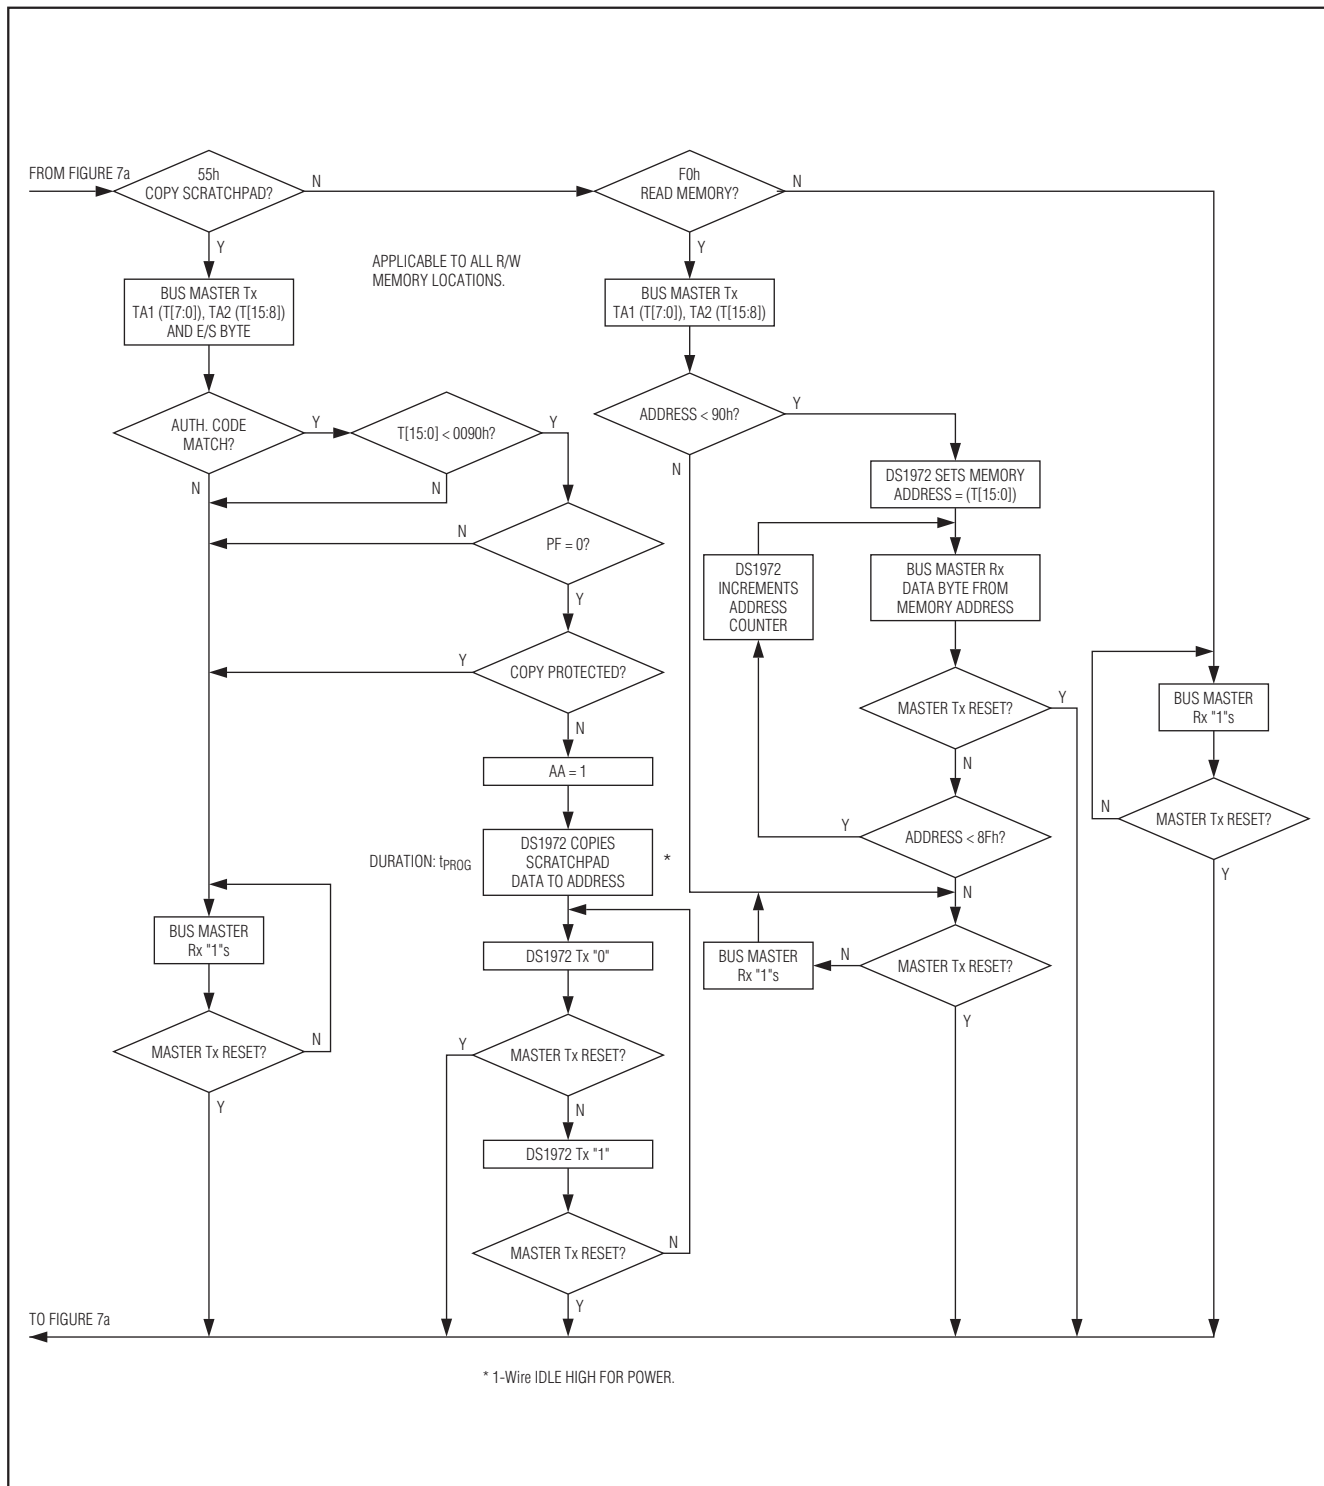 FROM FIGURE 7a
55h
COPY SCRATCHPAD?
N
Y
F0h
READ MEMORY?
N
Y
APPLICABLE TO ALL R/W
MEMORY LOCATIONS.
BUS MASTER Tx
TA1 (T[7:0]), TA2 (T[15:8])
AND E/S BYTE
BUS MASTER Tx
TA1 (T[7:0]), TA2 (T[15:8])
AUTH. CODE
MATCH?
Y
N
T[15:0] < 0090h?
Y
N
ADDRESS < 90h?
Y
N
DS1972 SETS MEMORY
ADDRESS = (T[15:0])
PF = 0?
N
Y
DS1972
INCREMENTS
ADDRESS
COUNTER
BUS MASTER Rx
DATA BYTE FROM
MEMORY ADDRESS
COPY PROTECTED?
Y
N
MASTER Tx RESET?
Y
N
BUS MASTER
Rx "1"s
AA = 1
MASTER Tx RESET?
N
Y
ADDRESS < 8Fh?
Y
N
DURATION: tPROG
DS1972 COPIES
SCRATCHPAD
DATA TO ADDRESS
*
BUS MASTER
Rx "1"s
DS1972 Tx "0"
BUS MASTER
Rx "1"s
N
MASTER Tx RESET?
Y
MASTER Tx RESET?
N
Y
MASTER Tx RESET?
Y
N
DS1972 Tx "1"
MASTER Tx RESET?
N
Y
TO FIGURE 7a
* 1-Wire IDLE HIGH FOR POWER.